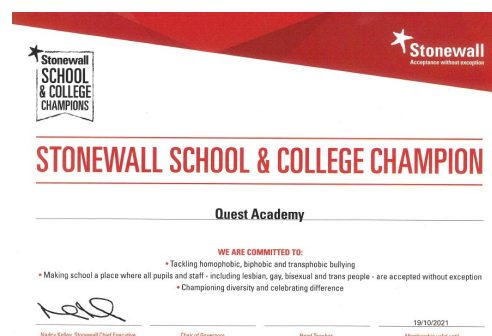 Stonewall
Acceptance without exception
Stonewall
SCHOOL
& COLLEGE
CHAMPIONS
STONEWALL SCHOOL & COLLEGE CHAMPION
Quest Academy
WE ARE COMMITTED TO:
• Tackling homophobic, biphobic and transphobic bullying
• Making school a place where all pupils and staff - including lesbian, gay, bisexual and trans people - are accepted without exception
• Championing diversity and celebrating difference
19/10/2021
Stonewall Chief Executive Chair of Governors Head Teacher Membership valid until